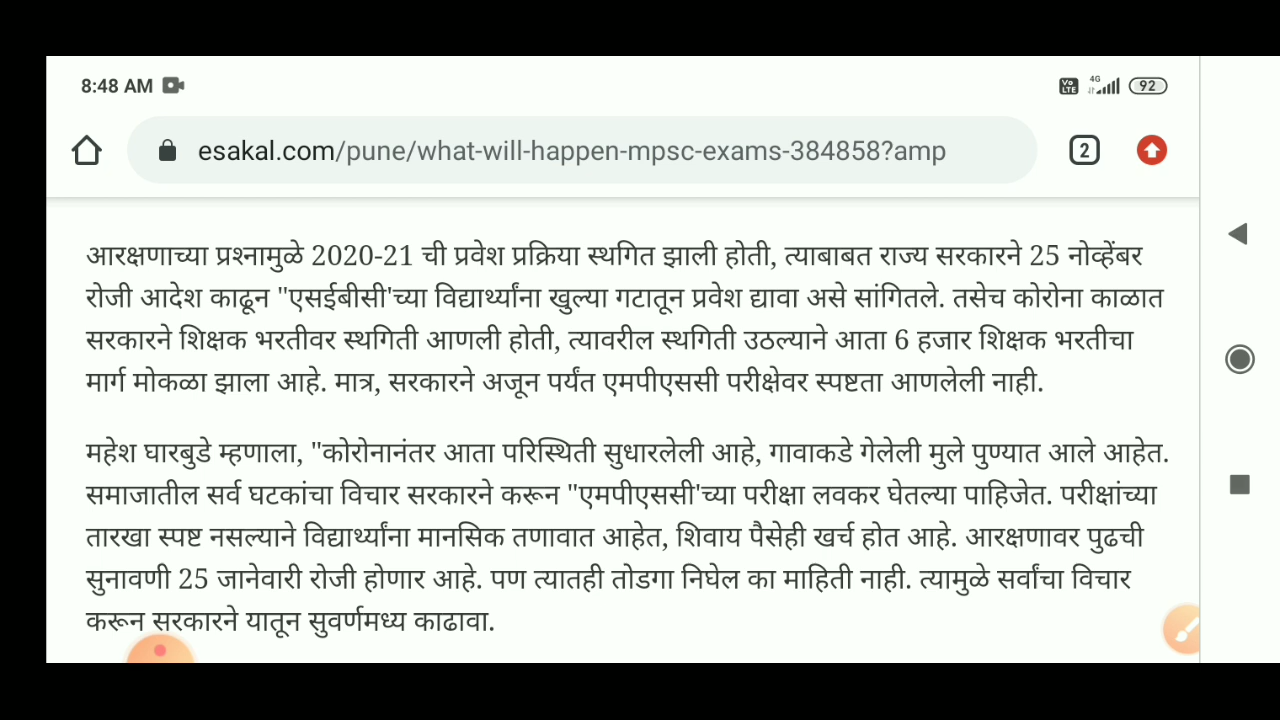 8:48 AM
Vo LTE 4G 92
esakal.com/pune/what-will-happen-mpsc-exams-384858?amp
2
आरक्षणाच्या प्रश्नामुळे 2020-21 ची प्रवेश प्रक्रिया स्थगित झाली होती, त्याबाबत राज्य सरकारने 25 नोव्हेंबर
रोजी आदेश काढून "एसईबीसी'च्या विद्यार्थ्यांना खुल्या गटातून प्रवेश द्यावा असे सांगितले. तसेच कोरोना काळात
सरकारने शिक्षक भरतीवर स्थगिती आणली होती, त्यावरील स्थगिती उठल्याने आता 6 हजार शिक्षक भरतीचा
मार्ग मोकळा झाला आहे. मात्र, सरकारने अजून पर्यंत एमपीएससी परीक्षेवर स्पष्टता आणलेली नाही.
महेश घारबुडे म्हणाला, "कोरोनानंतर आता परिस्थिती सुधारलेली आहे, गावाकडे गेलेली मुले पुण्यात आले आहेत.
समाजातील सर्व घटकांचा विचार सरकारने करून "एमपीएससी'च्या परीक्षा लवकर घेतल्या पाहिजेत. परीक्षांच्या
तारखा स्पष्ट नसल्याने विद्यार्थ्यांना मानसिक तणावात आहेत, शिवाय पैसेही खर्च होत आहे. आरक्षणावर पुढची
सुनावणी 25 जानेवारी रोजी होणार आहे. पण त्यातही तोडगा निघेल का माहिती नाही. त्यामुळे सर्वांचा विचार
करून सरकारने यातून सुवर्णमध्य काढावा.